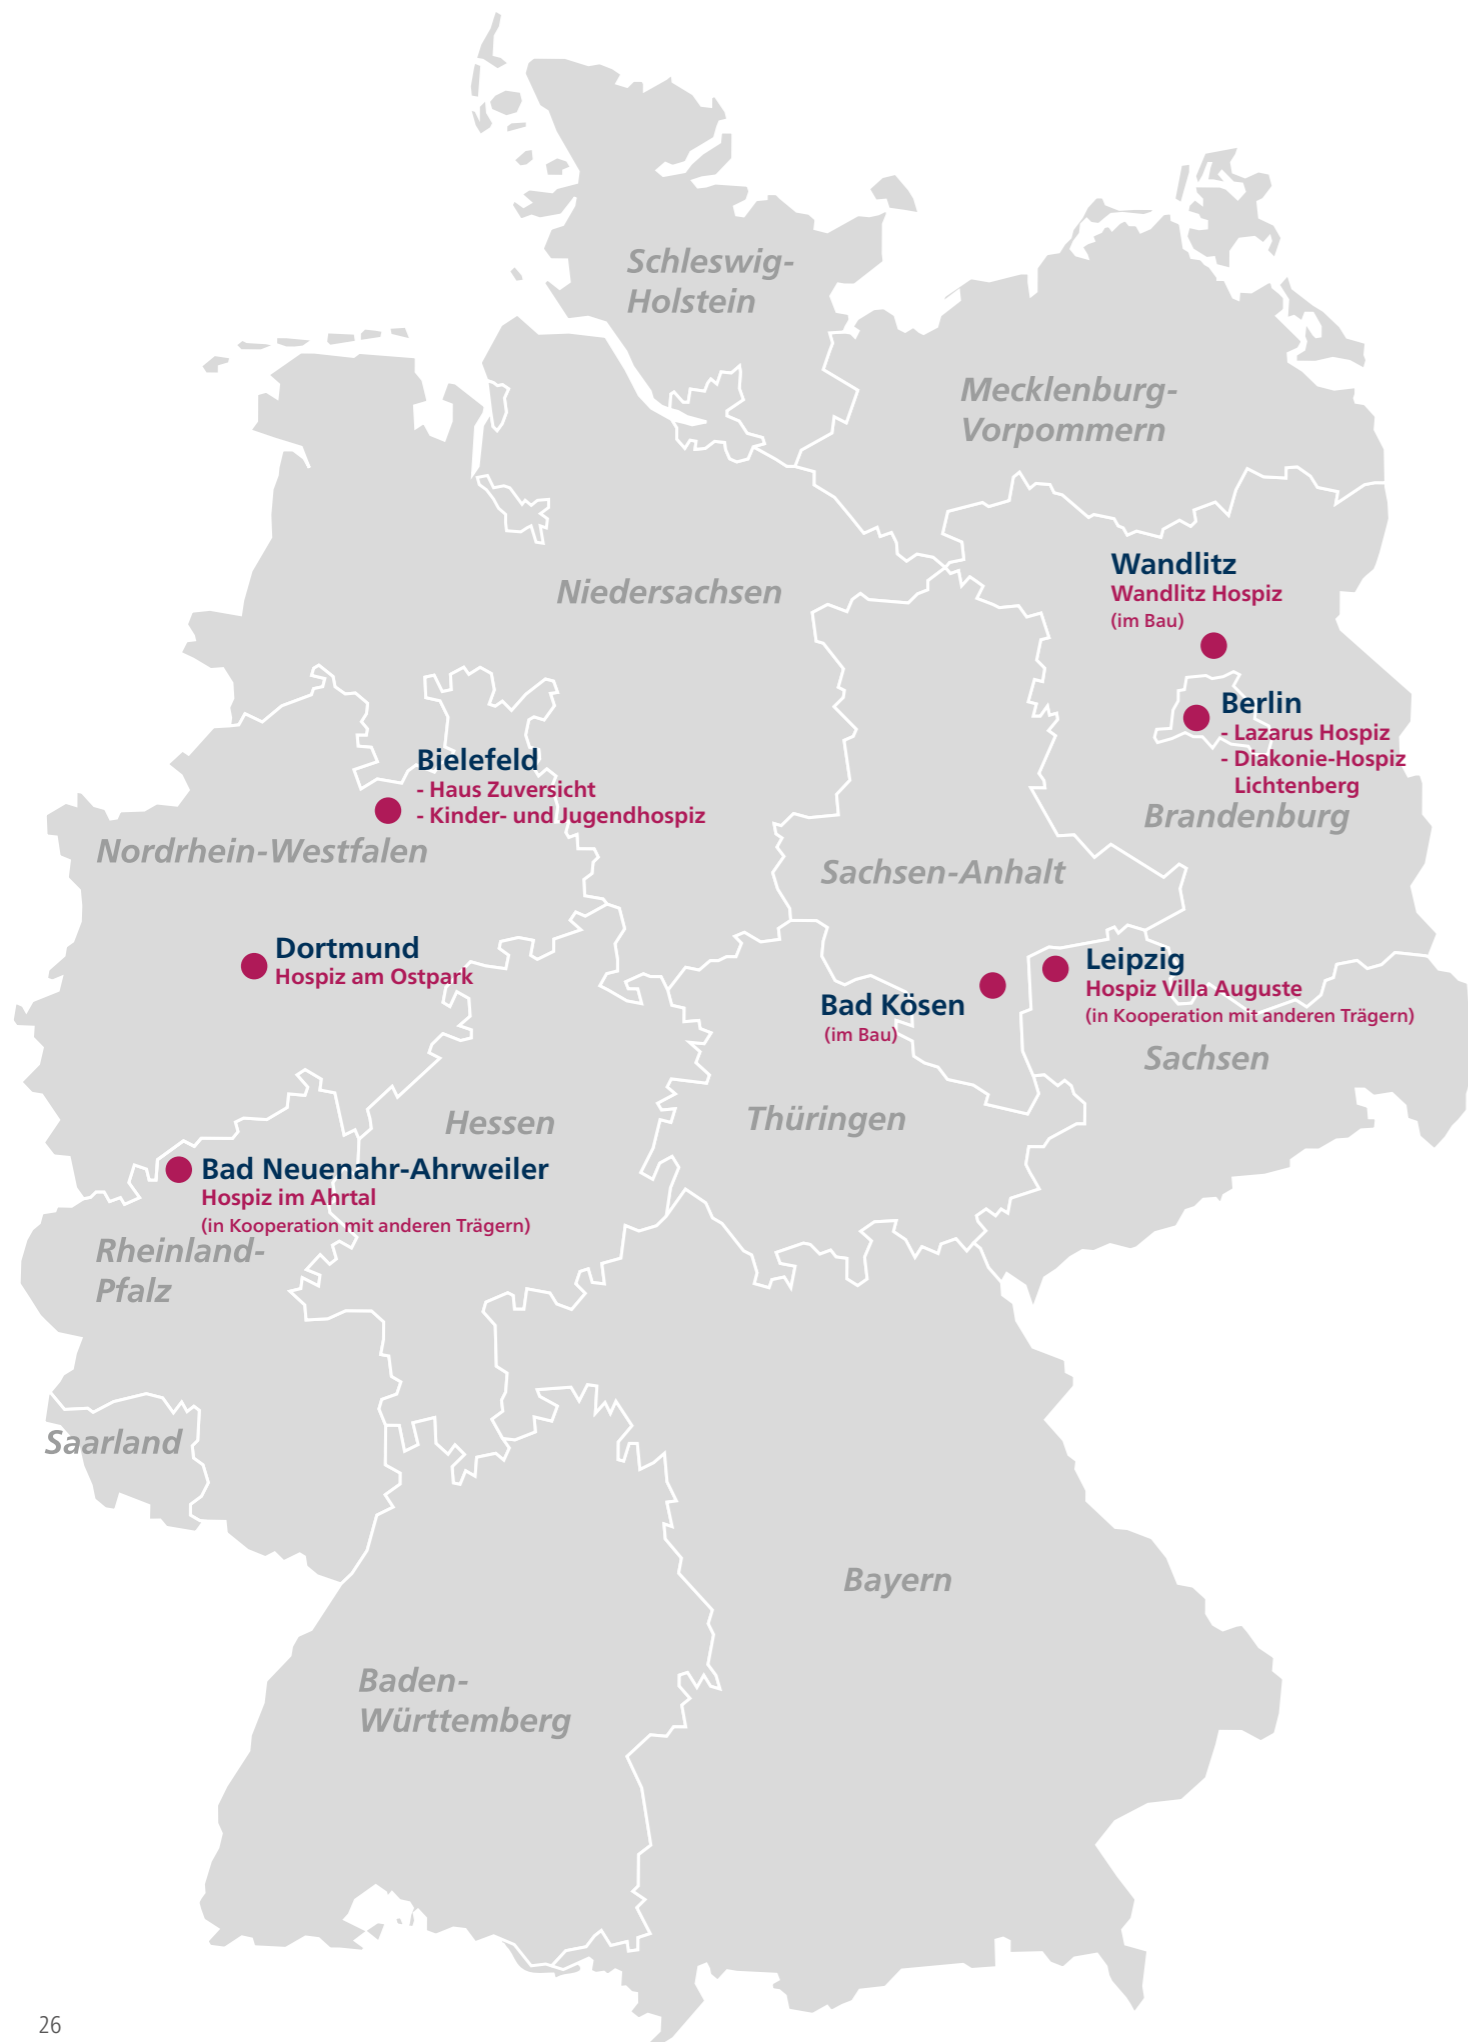 Schleswig-
Holstein
Mecklenburg-
Vorpommern
Niedersachsen
Wandlitz
Wandlitz Hospiz
(im Bau)
Berlin
- Lazarus Hospiz
- Diakonie-Hospiz
Lichtenberg
Brandenburg
Bielefeld
- Haus Zuversicht
- Kinder- und Jugendhospiz
Nordrhein-Westfalen
Sachsen-Anhalt
Dortmund
Hospiz am Ostpark
Leipzig
Hospiz Villa Auguste
(in Kooperation mit anderen Trägern)
Bad Kösen
(im Bau)
Sachsen
Hessen
Thüringen
Bad Neuenahr-Ahrweiler
Hospiz im Ahrtal
(in Kooperation mit anderen Trägern)
Rheinland-
Pfalz
Saarland
Bayern
Baden-
Württemberg
26